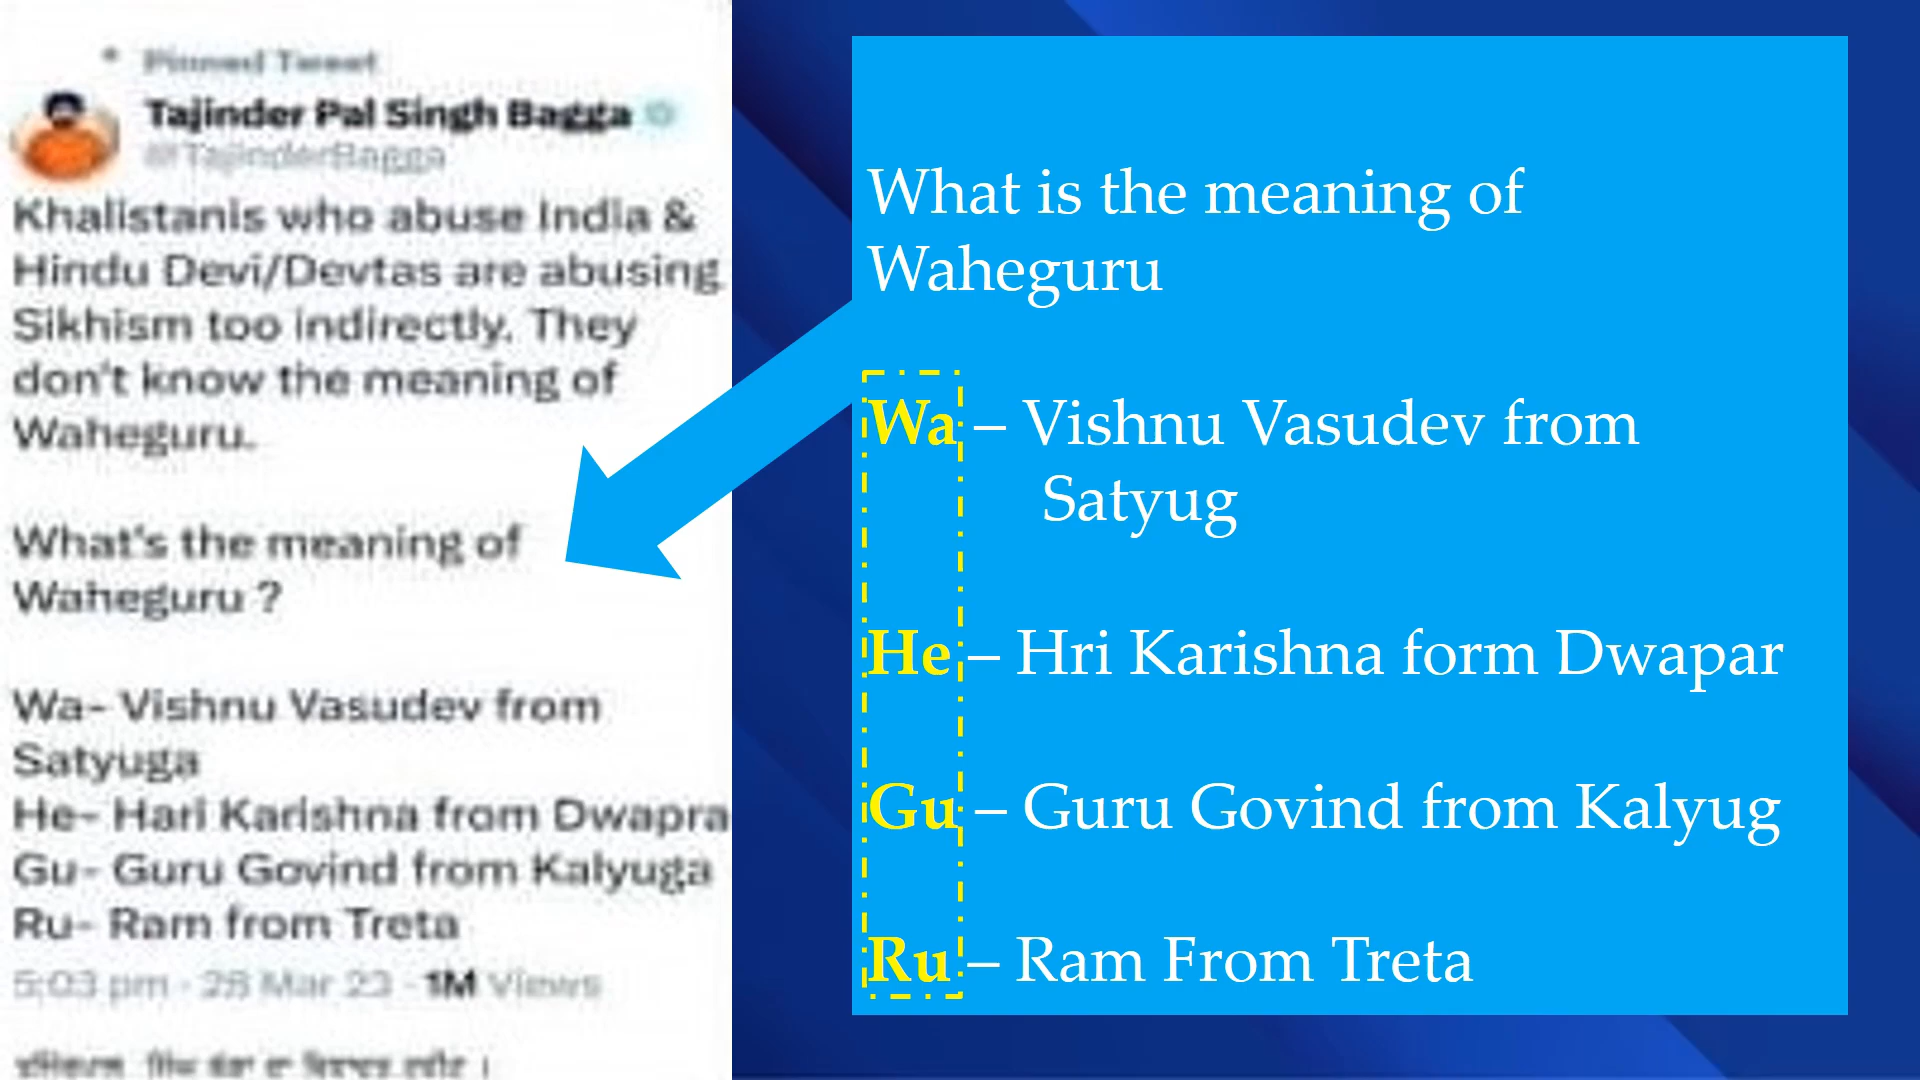 Pinned Tweet
Tajinder Pal Singh Bagga
@TajinderBagga
Khalistanis who abuse India &
Hindu Devi/Devtas are abusing
Sikhism too indirectly. They
don't know the meaning of
Waheguru.
What's the meaning of
Waheguru ?
Wa- Vishnu Vasudev from
Satyuga
He- Hari Karishna from Dwapra
Gu- Guru Govind from Kalyuga
Ru- Ram from Treta
5:03 pm · 28 Mar 23 · 1M Views
What is the meaning of
Waheguru
Wa – Vishnu Vasudev from
Satyug
He – Hri Karishna form Dwapar
Gu – Guru Govind from Kalyug
Ru – Ram From Treta